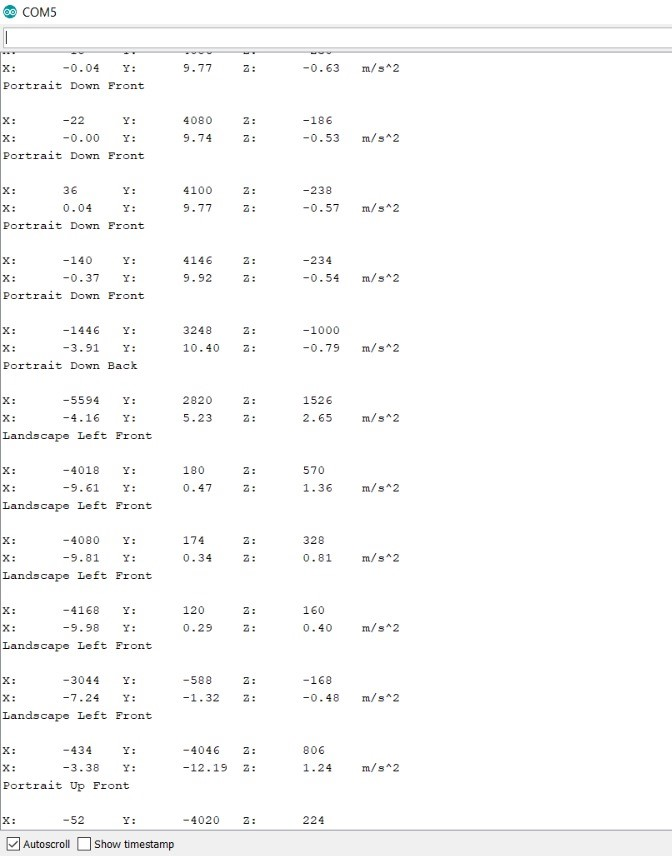 COM5
X: -0.04 Y: 9.77 Z: -0.63 m/s^2
Portrait Down Front
X: -22 Y: 4080 Z: -186
X: -0.00 Y: 9.74 Z: -0.53 m/s^2
Portrait Down Front
X: 36 Y: 4100 Z: -238
X: 0.04 Y: 9.77 Z: -0.57 m/s^2
Portrait Down Front
X: -140 Y: 4146 Z: -234
X: -0.37 Y: 9.92 Z: -0.54 m/s^2
Portrait Down Front
X: -1446 Y: 3248 Z: -1000
X: -3.91 Y: 10.40 Z: -0.79 m/s^2
Portrait Down Back
X: -5594 Y: 2820 Z: 1526
X: -4.16 Y: 5.23 Z: 2.65 m/s^2
Landscape Left Front
X: -4018 Y: 180 Z: 570
X: -9.61 Y: 0.47 Z: 1.36 m/s^2
Landscape Left Front
X: -4080 Y: 174 Z: 328
X: -9.81 Y: 0.34 Z: 0.81 m/s^2
Landscape Left Front
X: -4168 Y: 120 Z: 160
X: -9.98 Y: 0.29 Z: 0.40 m/s^2
Landscape Left Front
X: -3044 Y: -588 Z: -168
X: -7.24 Y: -1.32 Z: -0.48 m/s^2
Landscape Left Front
X: -434 Y: -4046 Z: 806
X: -3.38 Y: -12.19 Z: 1.24 m/s^2
Portrait Up Front
X: -52 Y: -4020 Z: 224
Autoscroll Show timestamp